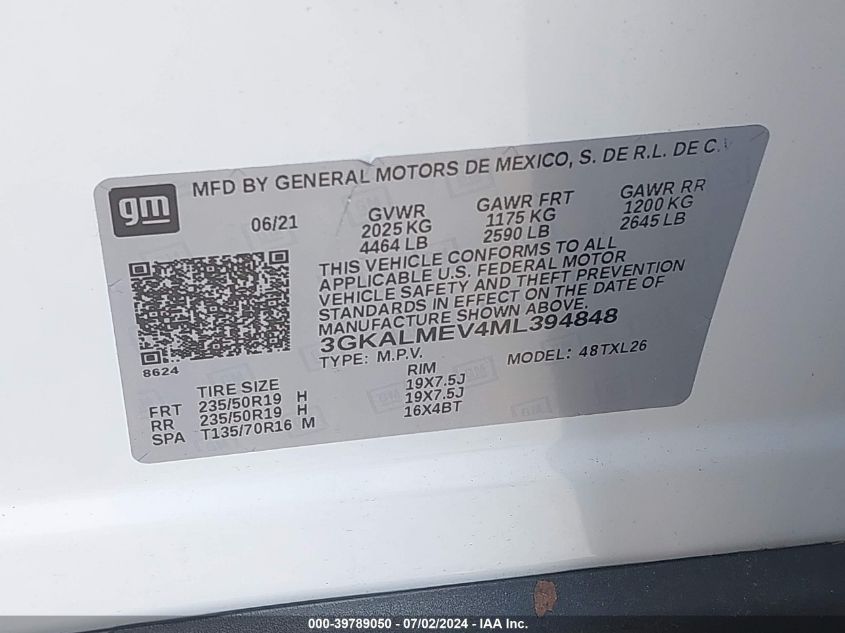 MFD BY GENERAL MOTORS DE MEXICO, S. DE R.L. DE C.V
gm
06/21 GVWR GAWR FRT GAWR RR
2025 KG 1175 KG 1200 KG
4464 LB 2590 LB 2645 LB
THIS VEHICLE CONFORMS TO ALL
APPLICABLE U.S. FEDERAL MOTOR
VEHICLE SAFETY AND THEFT PREVENTION
STANDARDS IN EFFECT ON THE DATE OF
MANUFACTURE SHOWN ABOVE.
3GKALMEV4ML394848
TYPE: M.P.V. MODEL: 48TXL26
8624
TIRE SIZE RIM
FRT 235/50R19 H 19X7.5J
RR 235/50R19 H 19X7.5J
SPA T135/70R16 M 16X4BT
000-39789050 - 07/02/2024 - IAA Inc.